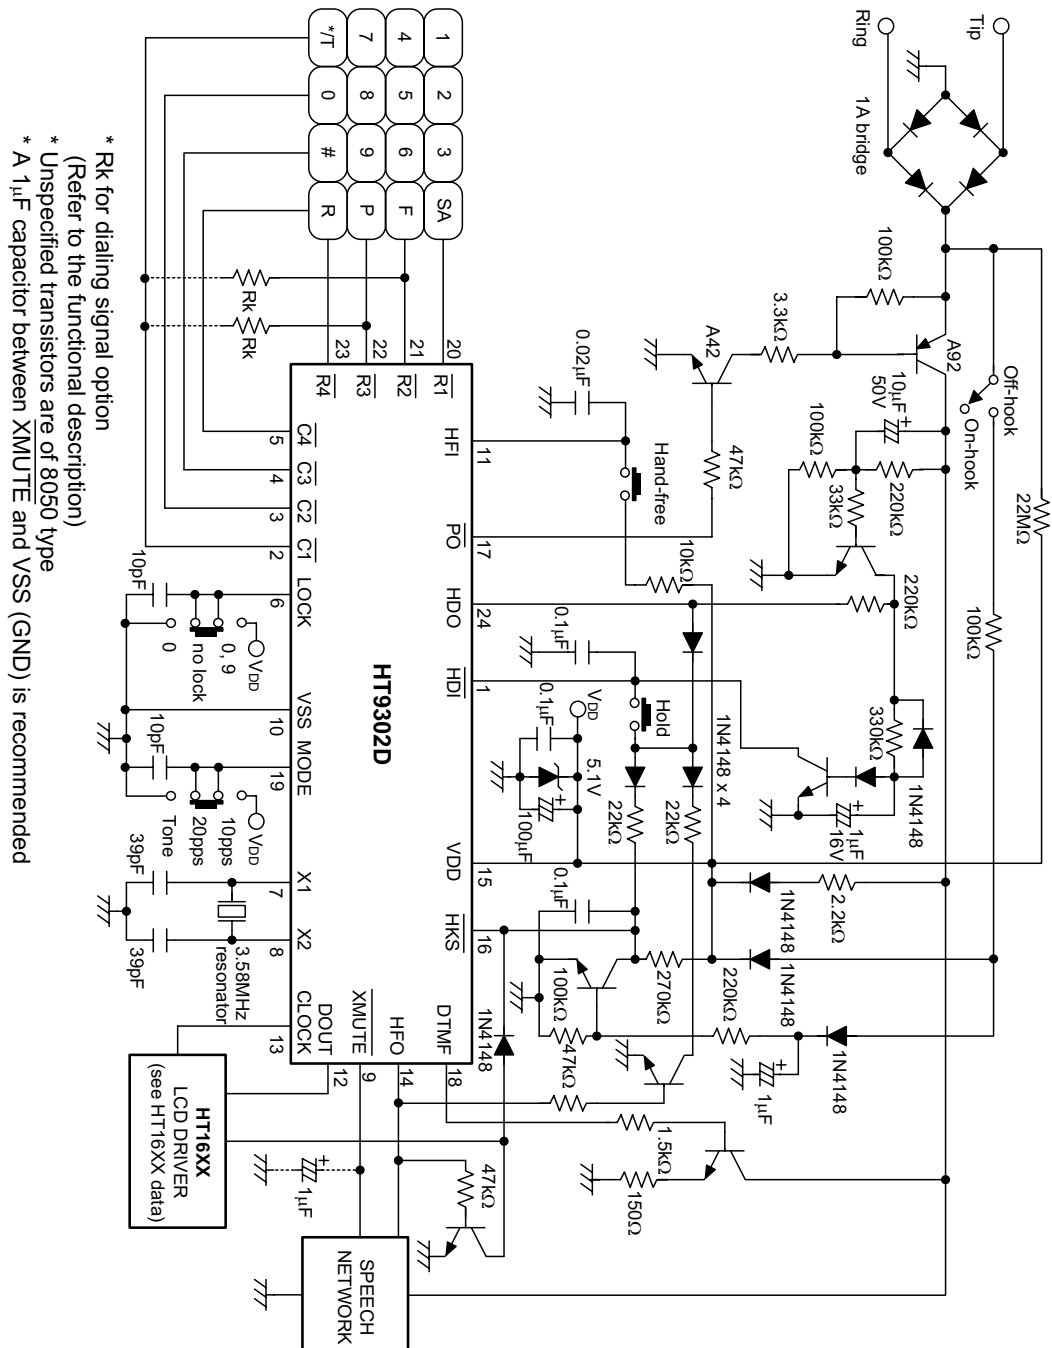 Tip
Ring
1A bridge
22MΩ
Off-hook
On-hook
100kΩ
A92
100kΩ
3.3kΩ
A42
47kΩ
10µF
50V
+
220kΩ
100kΩ
33kΩ
220kΩ
330kΩ
1N4148
1µF
16V
+
0.02µF
Hand-free
10kΩ
0.1µF
Hold
1N4148 x 4
VDD
0.1µF
5.1V
+
100µF
22kΩ
22kΩ
0.1µF
1N4148
2.2kΩ
1N4148
270kΩ
100kΩ
220kΩ
47kΩ
1N4148
+
1µF
1N4148
1.5kΩ
150Ω
47kΩ
1 2 3 SA
4 5 6 F
7 8 9 P
*/T 0 # R
Rk
Rk
20 R1
21 R2
22 R3
23 R4
HFI 11
PO 17
HDO 24
HDI 1
VDD 15
HKS 16
DTMF 18
HFO 14
XMUTE 9
DOUT 12
CLOCK 13
C4 5
C3 4
C2 3
C1 2
LOCK 6
VSS 10
MODE 19
X1 7
X2 8
HT9302D
10pF
VDD
0, 9
no lock
0
10pF
VDD
10pps
20pps
Tone
39pF
39pF
3.58MHz
resonator
HT16XX
LCD DRIVER
(see HT16XX data)
+
1µF
SPEECH
NETWORK
* Rk for dialing signal option
(Refer to the functional description)
* Unspecified transistors are of 8050 type
* A 1µF capacitor between XMUTE and VSS (GND) is recommended